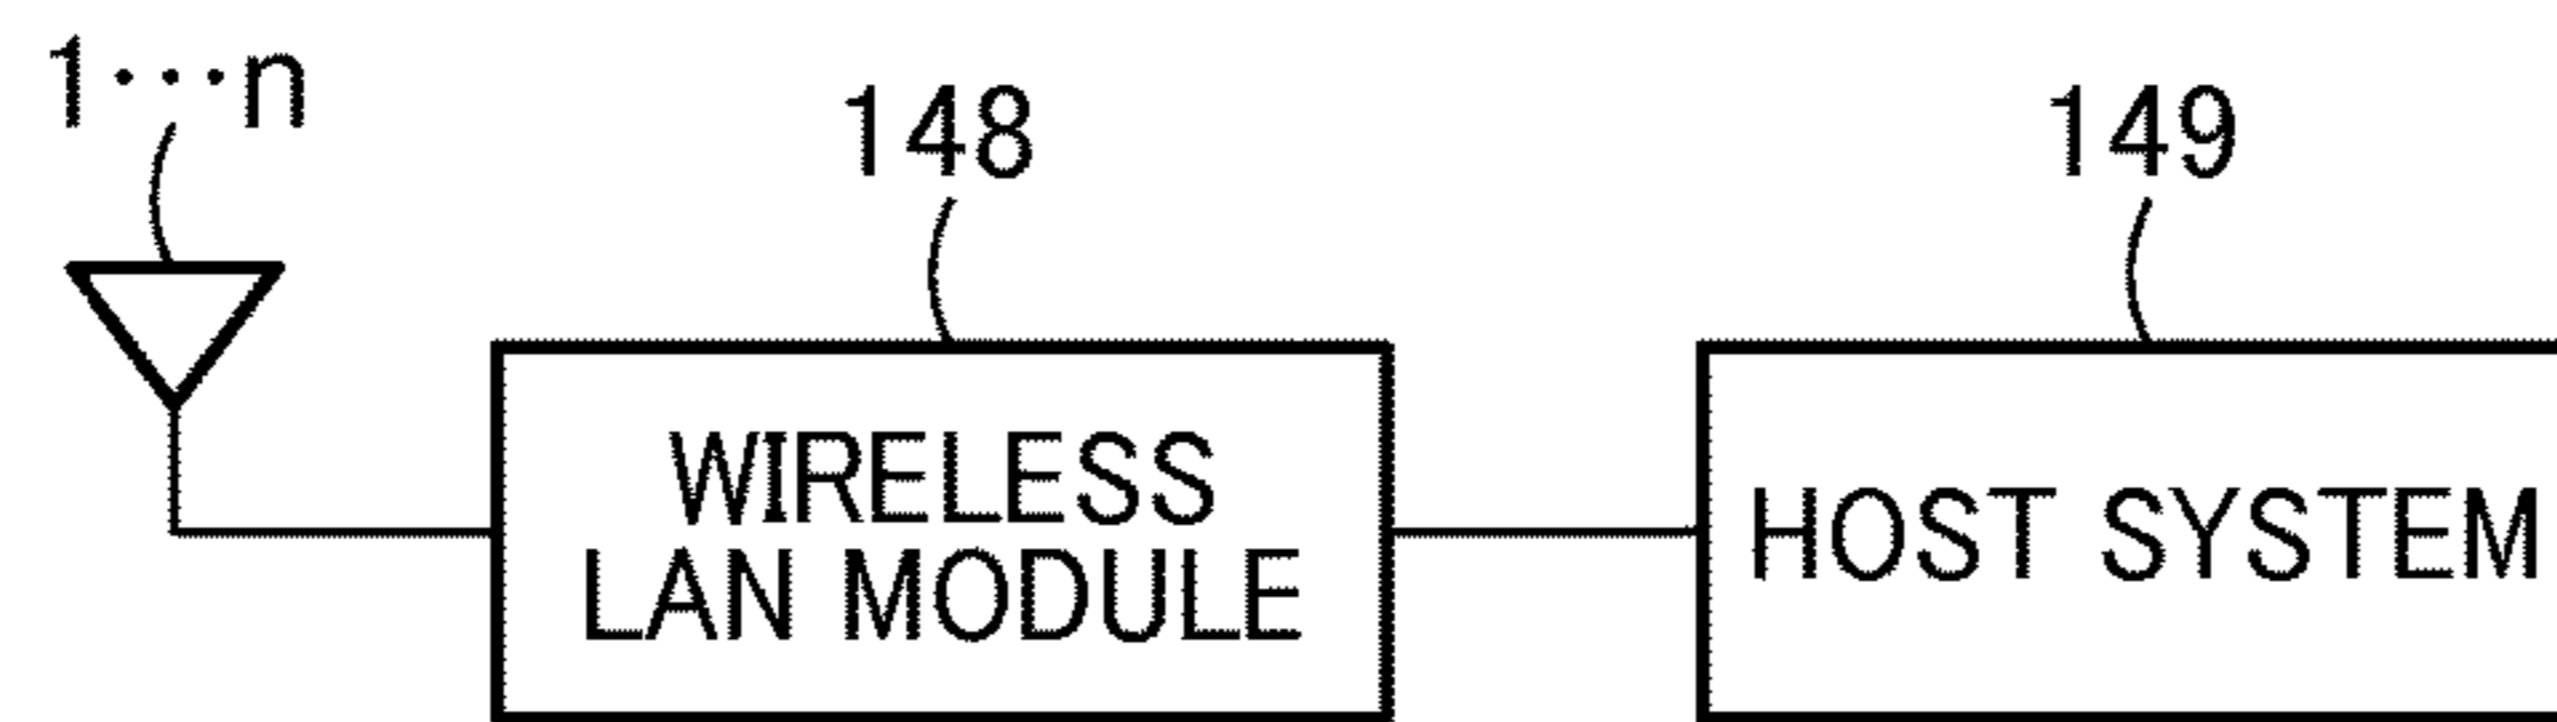 1···n
148
149
WIRELESS
LAN MODULE
HOST SYSTEM